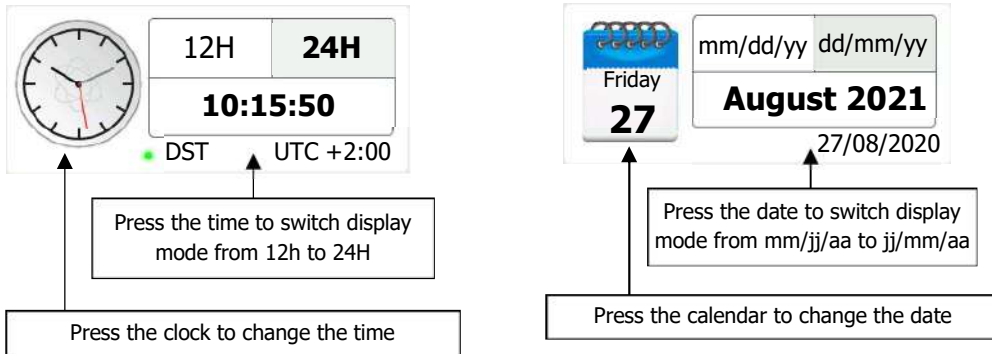 12H 24H
10:15:50
DST UTC +2:00
Press the time to switch display
mode from 12h to 24H
Press the clock to change the time
mm/dd/yy dd/mm/yy
Friday
27
August 2021
27/08/2020
Press the date to switch display
mode from mm/jj/aa to jj/mm/aa
Press the calendar to change the date